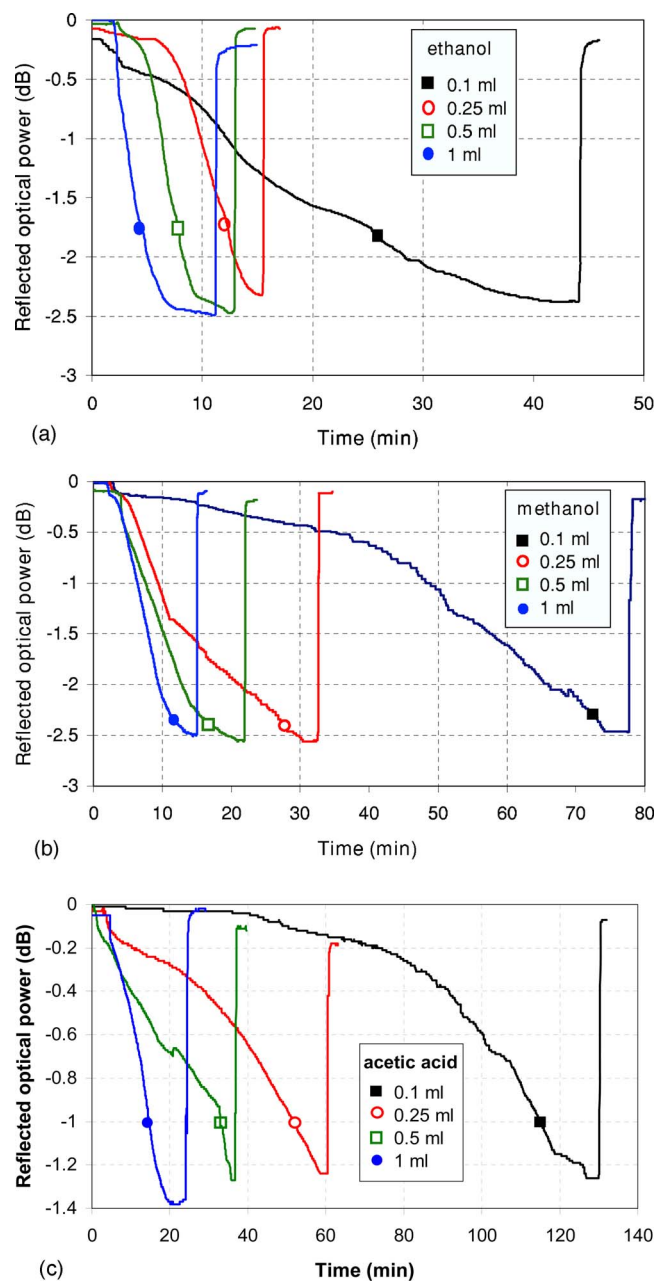 0
-0.5
-1
-1.5
-2
-2.5
-3
Reflected optical power (dB)
ethanol
0.1 ml
0.25 ml
0.5 ml
1 ml
0 10 20 30 40 50
(a)
Time (min)
0
-0.5
-1
-1.5
-2
-2.5
-3
Reflected optical power (dB)
methanol
0.1 ml
0.25 ml
0.5 ml
1 ml
0 10 20 30 40 50 60 70 80
(b)
Time (min)
0
-0.2
-0.4
-0.6
-0.8
-1
-1.2
-1.4
Reflected optical power (dB)
acetic acid
0.1 ml
0.25 ml
0.5 ml
1 ml
0 20 40 60 80 100 120 140
(c)
Time (min)